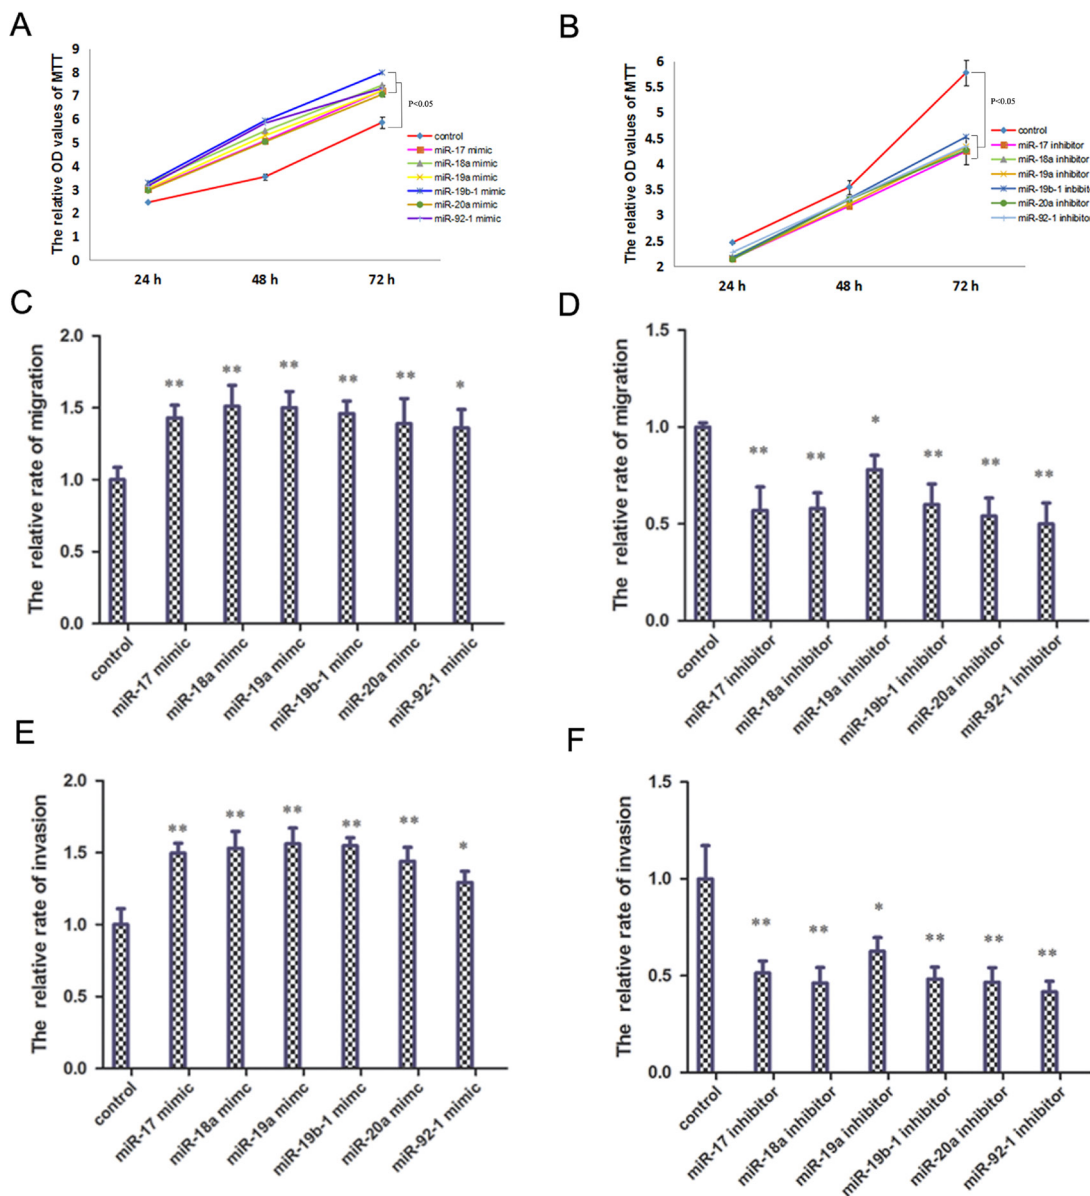 A
The relative OD values of MTT
9
8
7
6
5
4
3
2
1
0
24 h
48 h
72 h
P<0.05
control
miR-17 mimic
miR-18a mimic
miR-19a mimic
miR-19b-1 mimic
miR-20a mimic
miR-92-1 mimic
B
The relative OD values of MTT
6
5.5
5
4.5
4
3.5
3
2.5
2
24 h
48 h
72 h
P<0.05
control
miR-17 inhibitor
miR-18a inhibitor
miR-19a inhibitor
miR-19b-1 inbibitor
miR-20a inhibitor
miR-92-1 inhibitor
C
The relative rate of migration
2.0
1.5
1.0
0.5
0.0
** ** ** ** ** *
control
miR-17 mimic
miR-18a mimc
miR-19a mimc
miR-19b-1 mimc
miR-20a mimc
miR-92-1 mimic
D
The relative rate of migration
1.5
1.0
0.5
0.0
** ** * ** ** **
control
miR-17 inhibitor
miR-18a inhibitor
miR-19a inhibitor
miR-19b-1 inhibitor
miR-20a inhibitor
miR-92-1 inhibitor
E
The relative rate of invasion
2.0
1.5
1.0
0.5
0.0
** ** ** ** ** *
control
miR-17 mimic
miR-18a mimc
miR-19a mimc
miR-19b-1 mimc
miR-20a mimc
miR-92-1 mimic
F
The relative rate of invasion
1.5
1.0
0.5
0.0
** ** * ** ** **
control
miR-17 inhibitor
miR-18a inhibitor
miR-19a inhibitor
miR-19b-1 inhibitor
miR-20a inhibitor
miR-92-1 inhibitor